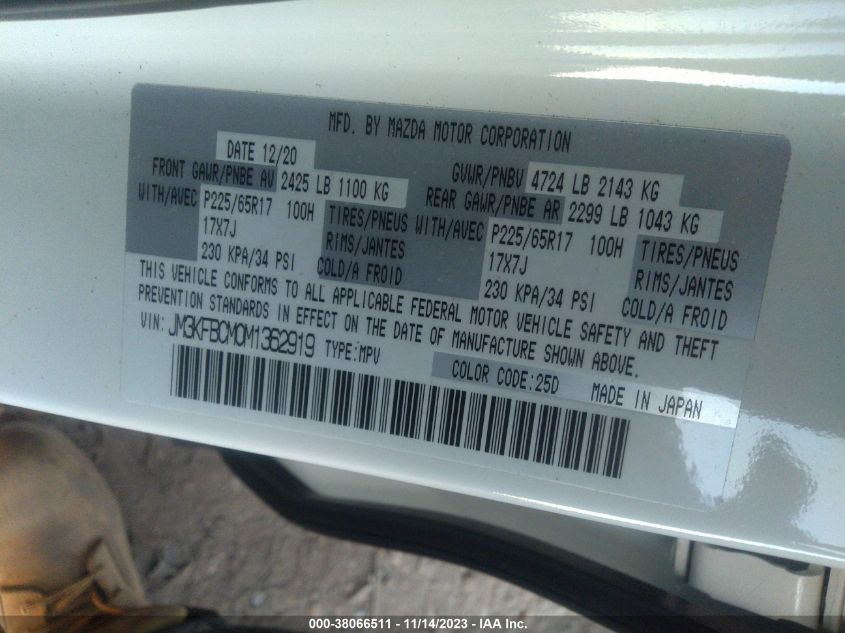 MFD. BY MAZDA MOTOR CORPORATION
DATE 12/20 GVWR/PNBV 4724 LB 2143 KG
FRONT GAWR/PNBE AV 2425 LB 1100 KG REAR GAWR/PNBE AR 2299 LB 1043 KG
WITH/AVEC P225/65R17 100H TIRES/PNEUS WITH/AVEC P225/65R17 100H TIRES/PNEUS
17X7J RIMS/JANTES 17X7J RIMS/JANTES
230 KPA/34 PSI COLD/A FROID 230 KPA/34 PSI COLD/A FROID
THIS VEHICLE CONFORMS TO ALL APPLICABLE FEDERAL MOTOR VEHICLE SAFETY AND THEFT
PREVENTION STANDARDS IN EFFECT ON THE DATE OF MANUFACTURE SHOWN ABOVE.
VIN: JM3KFBCM0M1362919 TYPE:MPV
COLOR CODE:25D MADE IN JAPAN
000-38066511 - 11/14/2023 - IAA Inc.